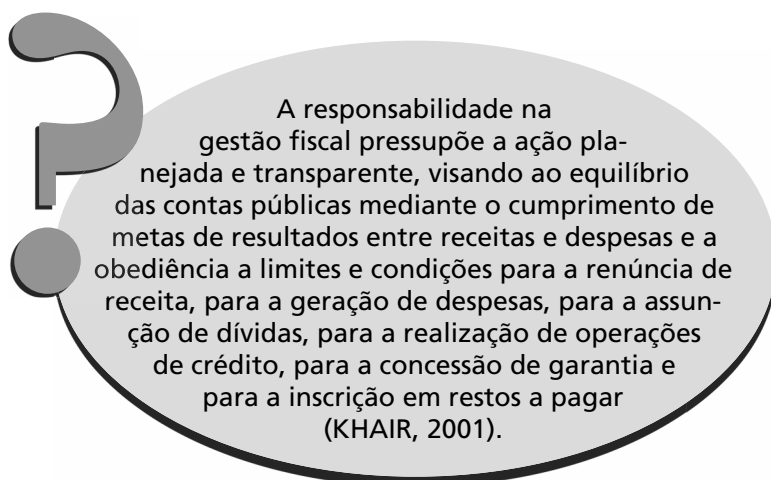 A responsabilidade na
gestão fiscal pressupõe a ação pla-
nejada e transparente, visando ao equilíbrio
das contas públicas mediante o cumprimento de
metas de resultados entre receitas e despesas e a
obediência a limites e condições para a renúncia de
receita, para a geração de despesas, para a assun-
ção de dívidas, para a realização de operações
de crédito, para a concessão de garantia e
para a inscrição em restos a pagar
(KHAIR, 2001).